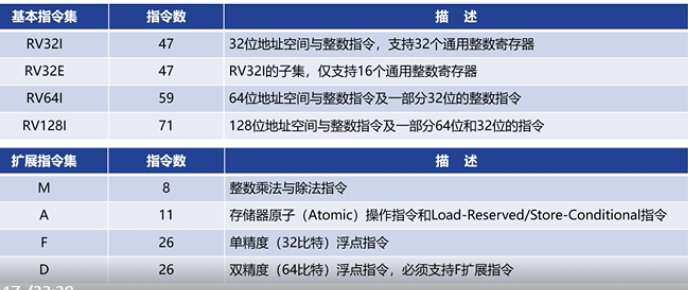 基本指令集 指令数 描 述
RV32I 47 32位地址空间与整数指令，支持32个通用整数寄存器
RV32E 47 RV32I的子集，仅支持16个通用整数寄存器
RV64I 59 64位地址空间与整数指令及一部分32位的整数指令
RV128I 71 128位地址空间与整数指令及一部分64位和32位的指令
扩展指令集 指令数 描 述
M 8 整数乘法与除法指令
A 11 存储器原子（Atomic）操作指令和Load-Reserved/Store-Conditional指令
F 26 单精度（32比特）浮点指令
D 26 双精度（64比特）浮点指令，必须支持F扩展指令